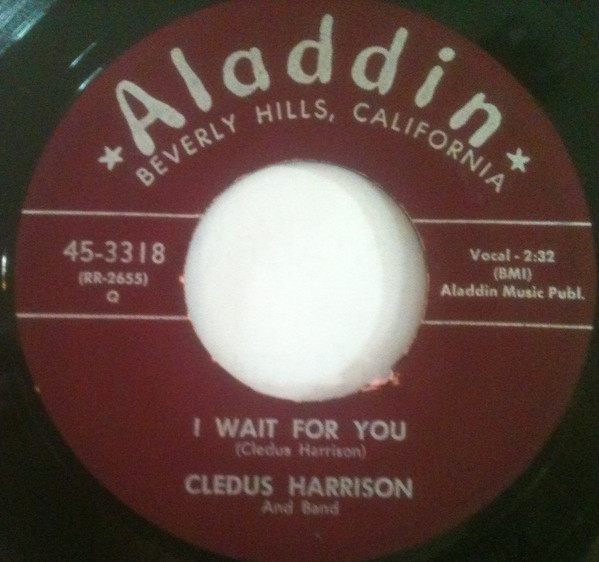 Aladdin
BEVERLY HILLS, CALIFORNIA
45-3318
(RR-2655)
Q
Vocal - 2:32
(BMI)
Aladdin Music Publ.
I WAIT FOR YOU
(Cledus Harrison)
CLEDUS HARRISON
And Band